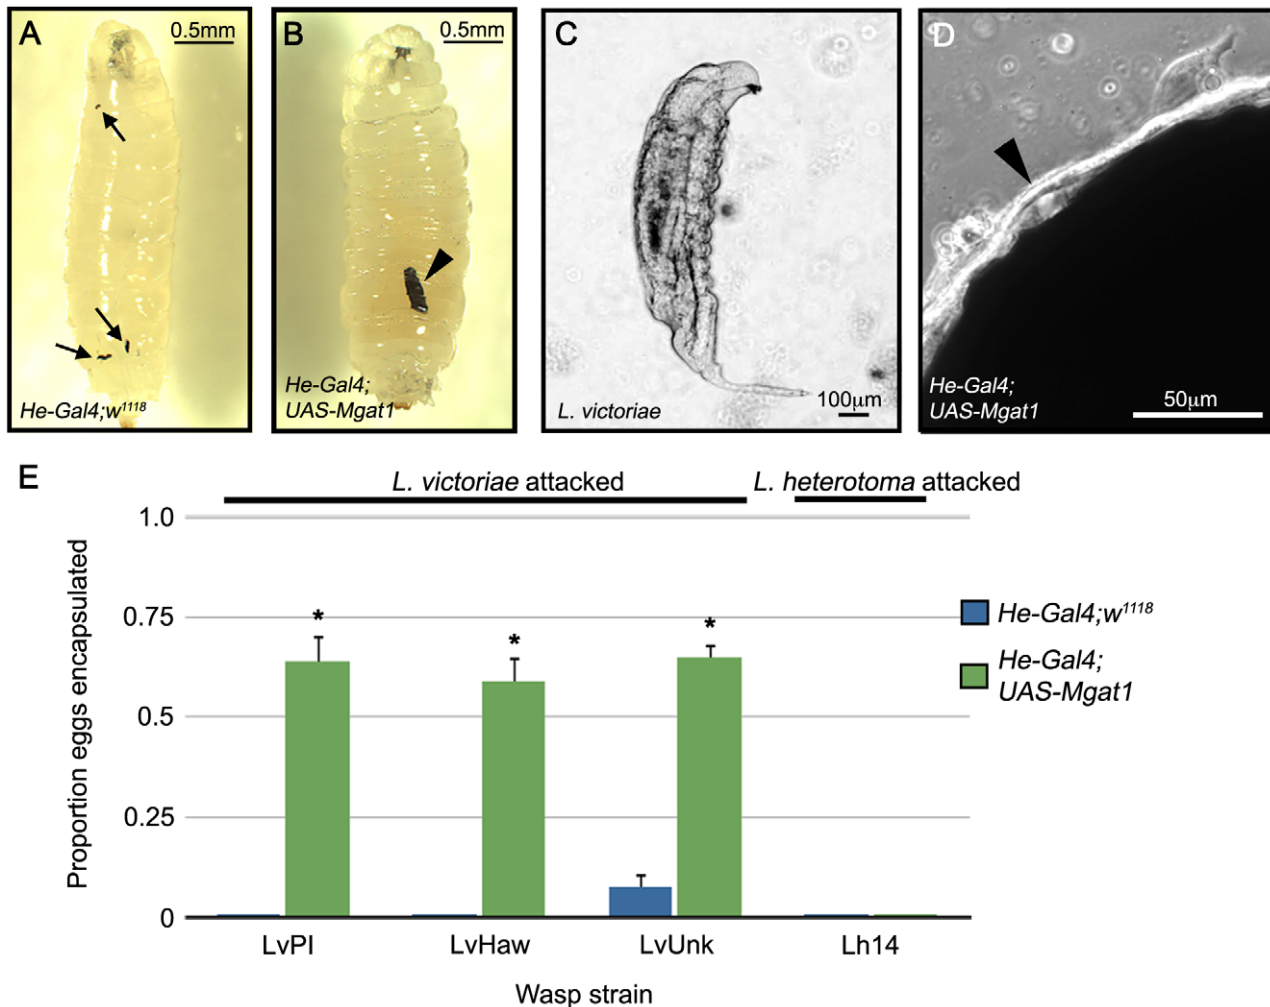 A
0.5mm
He-Gal4;w1118
B
0.5mm
He-Gal4;
UAS-Mgat1
C
L. victoriae
100µm
D
He-Gal4;
UAS-Mgat1
50µm
E
L. victoriae attacked
L. heterotoma attacked
Proportion eggs encapsulated
1.0
0.75
0.5
0.25
0
*
*
*
LvPI
LvHaw
LvUnk
Lh14
Wasp strain
He-Gal4;w1118
He-Gal4;
UAS-Mgat1